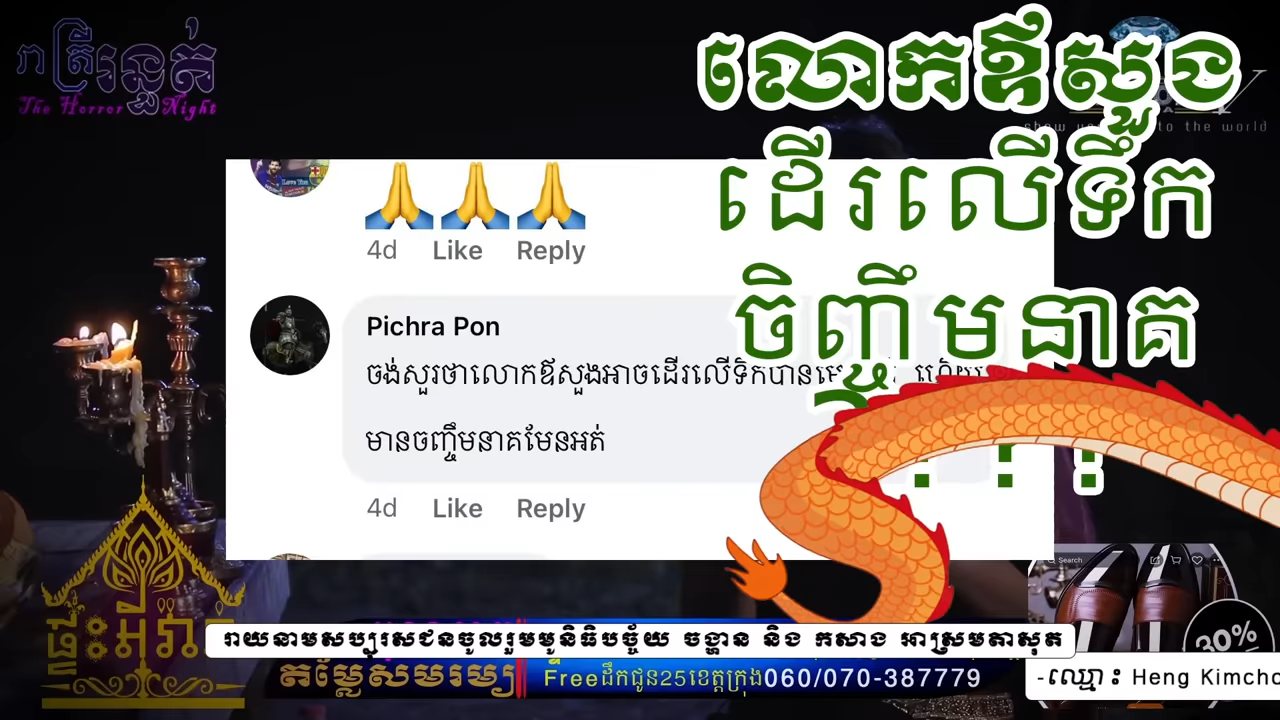 រាត្រីរន្ធត់
The Horror Night
លោកឪសួង
ដើរលើទឹក
ចិញ្ចឹមនាគ
? ? ?
to the world
4d Like Reply
Pichra Pon
ចង់សួរថាលោកឪសួងអាចដើរលើទឹកបាន
មានចញ្ចឹមនាគមែនអត់
4d Like Reply
Search
30%
ផ្ទះអ៊ីវ៉ាន់
រាយនាមសប្បុរសជនចូលរួមមូនិធិបច្ច័យ ចង្ហាន និង កសាង អាស្រមតាសុត
តម្លៃសមរម្យ
Freeដឹកជូន25ខេត្តក្រុង060/070-387779
-ឈ្មោះ Heng Kimcho